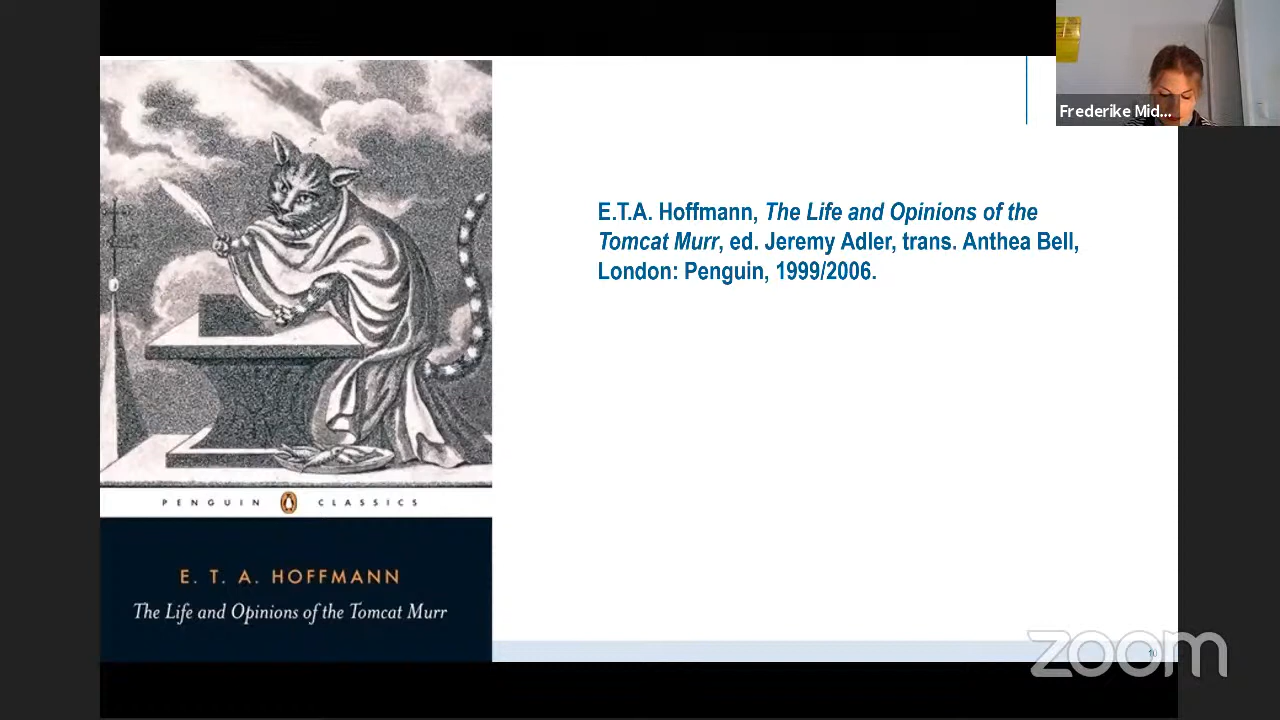 Frederike Mid...
E.T.A. Hoffmann, The Life and Opinions of the
Tomcat Murr, ed. Jeremy Adler, trans. Anthea Bell,
London: Penguin, 1999/2006.
PENGUIN CLASSICS
E. T. A. HOFFMANN
The Life and Opinions of the Tomcat Murr
zoom